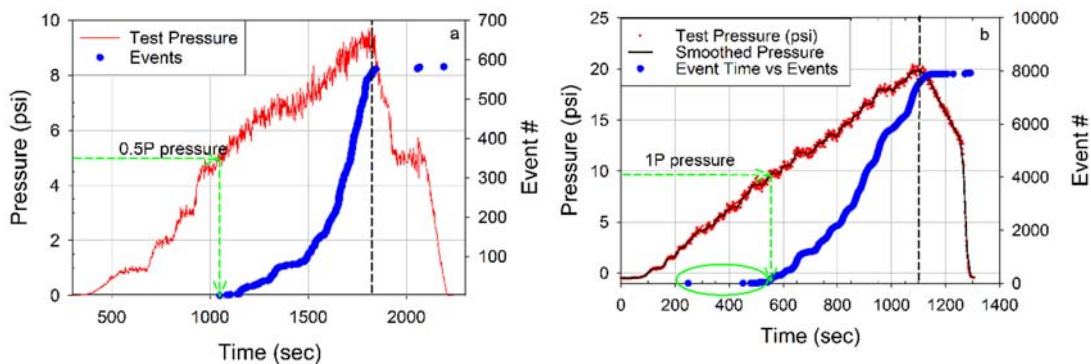 10
8
6
4
2
0
Pressure (psi)
Test Pressure
Events
a
0.5P pressure
700
600
500
400
300
200
100
Event #
500
1000
1500
2000
Time (sec)
25
20
15
10
5
0
Pressure (psi)
Test Pressure (psi)
Smoothed Pressure
Event Time vs Events
b
1P pressure
10000
8000
6000
4000
2000
0
Event #
0
200
400
600
800
1000
1200
1400
Time (sec)